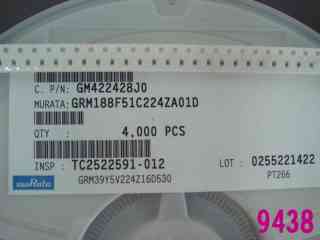 C. P/N: GM422428J0
MURATA: GRM188F51C224ZA01D
QTY : 4,000 PCS
INSP : TC2522591-012 LOT : 0255221422
muRata GRM39Y5V224Z16D530 PT266
9438